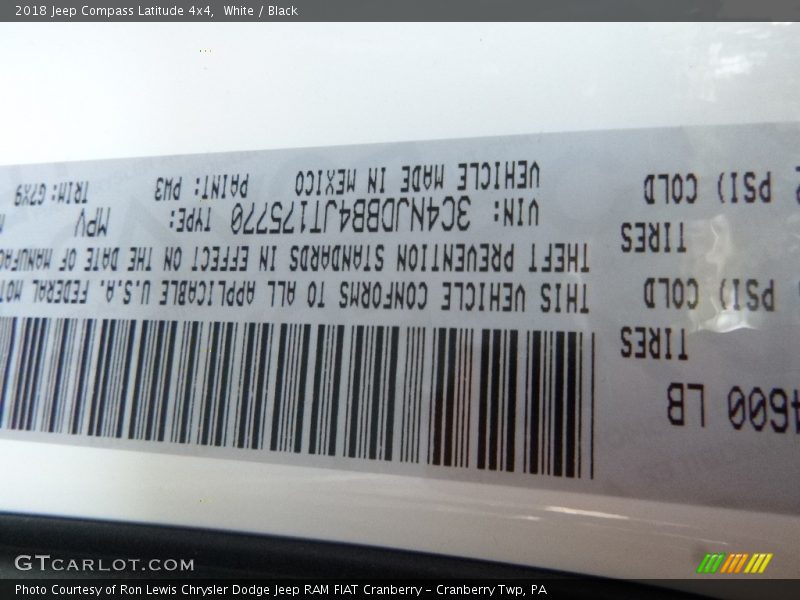 2018 Jeep Compass Latitude 4x4, White / Black
4600 LB
TIRES
PSI) COLD
TIRES
PSI) COLD
THIS VEHICLE CONFORMS TO ALL APPLICABLE U.S.A. FEDERAL MOT
THEFT PREVENTION STANDARDS IN EFFECT ON THE DATE OF MANUFAC
VIN: 3C4NJDBB4JT175770 TYPE: MPV
VEHICLE MADE IN MEXICO PAINT: PW3 TRIM: G7X9
GTCARLOT.COM
Photo Courtesy of Ron Lewis Chrysler Dodge Jeep RAM FIAT Cranberry – Cranberry Twp, PA